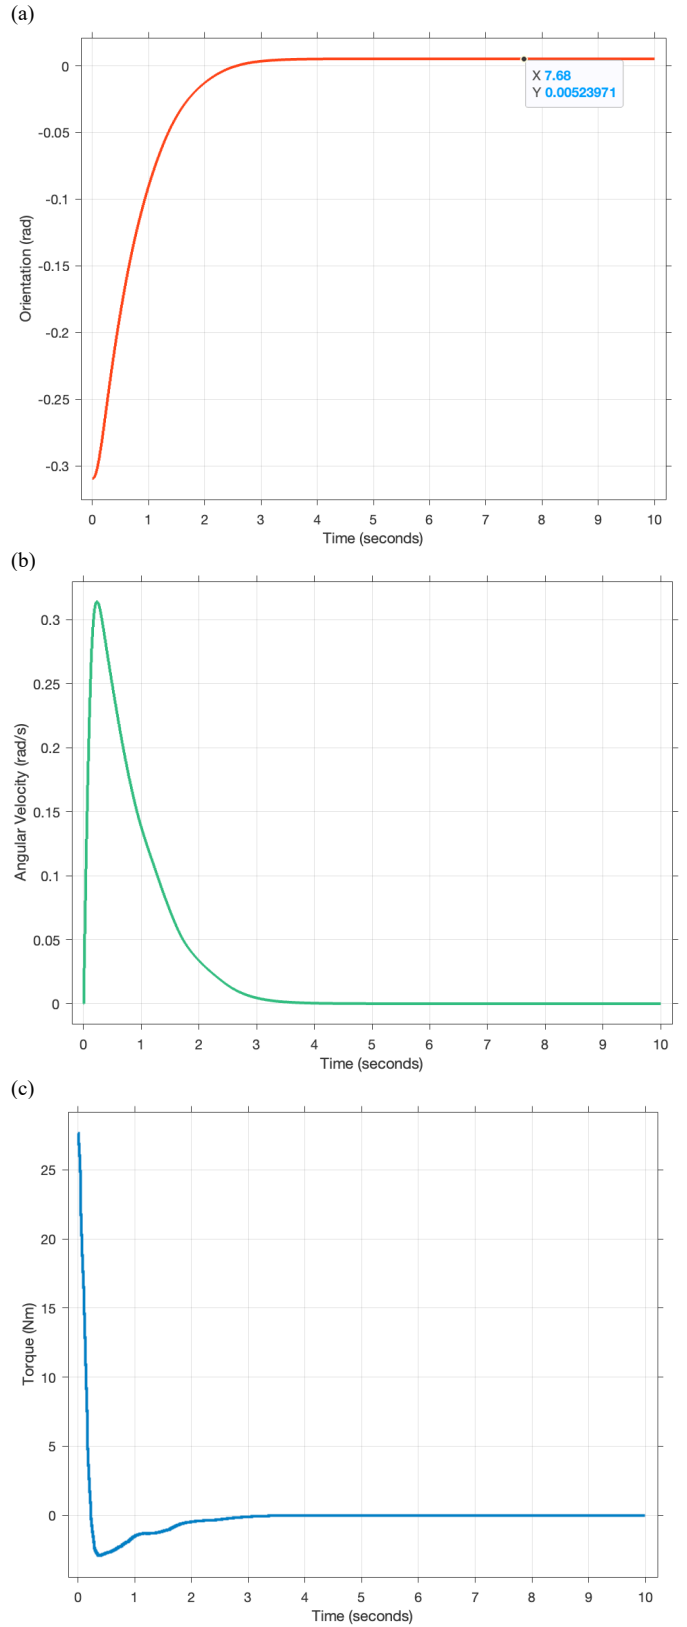 (a)
0
-0.05
-0.1
-0.15
-0.2
-0.25
-0.3
Orientation (rad)
X 7.68
Y 0.00523971
0 1 2 3 4 5 6 7 8 9 10
Time (seconds)
(b)
0.3
0.25
0.2
0.15
0.1
0.05
0
Angular Velocity (rad/s)
0 1 2 3 4 5 6 7 8 9 10
Time (seconds)
(c)
25
20
15
10
5
0
Torque (Nm)
0 1 2 3 4 5 6 7 8 9 10
Time (seconds)